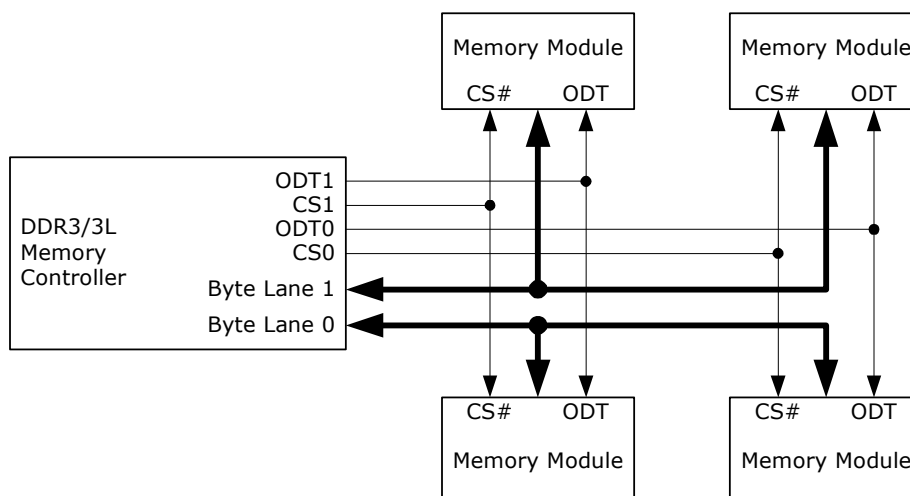 Memory Module
CS# ODT
Memory Module
CS# ODT
DDR3/3L
Memory
Controller
ODT1
CS1
ODT0
CS0
Byte Lane 1
Byte Lane 0
CS# ODT
Memory Module
CS# ODT
Memory Module